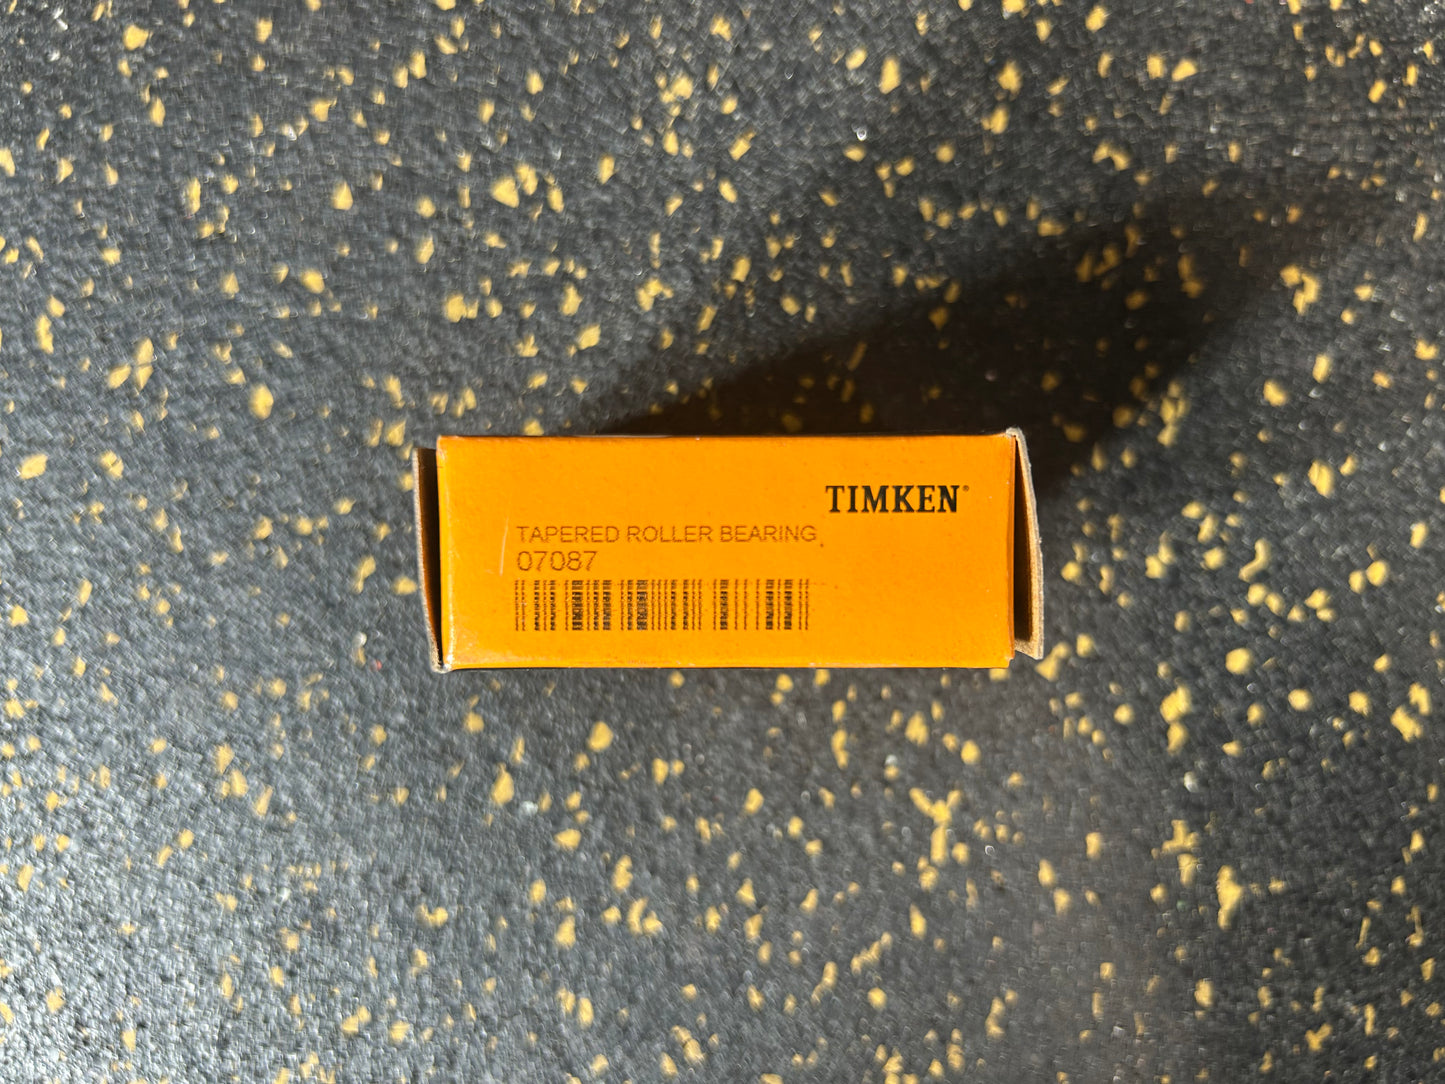 TIMKEN®
TAPERED ROLLER BEARING
07087